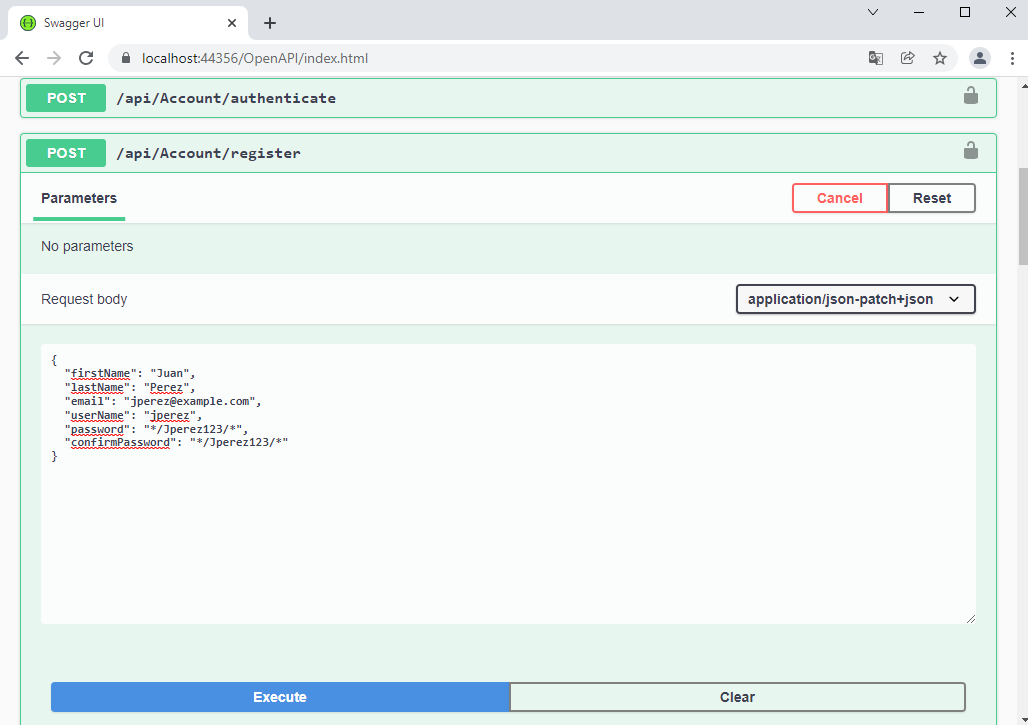 Swagger UI
localhost:44356/OpenAPI/index.html
POST /api/Account/authenticate
POST /api/Account/register
Parameters Cancel Reset
No parameters
Request body application/json-patch+json
{
"firstName": "Juan",
"lastName": "Perez",
"email": "jperez@example.com",
"userName": "jperez",
"password": "*/Jperez123/*",
"confirmPassword": "*/Jperez123/*"
}
Execute Clear